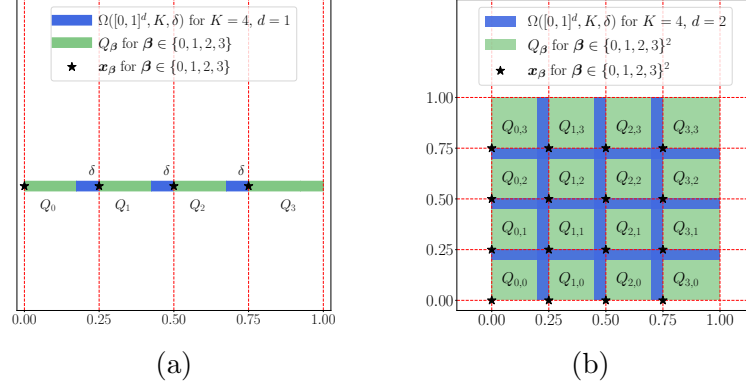 Ω([0, 1]^d, K, δ) for K = 4, d = 1
Q_β for β ∈ {0, 1, 2, 3}
x_β for β ∈ {0, 1, 2, 3}
δ δ δ
Q_0 Q_1 Q_2 Q_3
0.00 0.25 0.50 0.75 1.00
(a)
Ω([0, 1]^d, K, δ) for K = 4, d = 2
Q_β for β ∈ {0, 1, 2, 3}^2
x_β for β ∈ {0, 1, 2, 3}^2
1.00
Q_{0,3} Q_{1,3} Q_{2,3} Q_{3,3}
0.75
Q_{0,2} Q_{1,2} Q_{2,2} Q_{3,2}
0.50
Q_{0,1} Q_{1,1} Q_{2,1} Q_{3,1}
0.25
Q_{0,0} Q_{1,0} Q_{2,0} Q_{3,0}
0.00
0.00 0.25 0.50 0.75 1.00
(b)